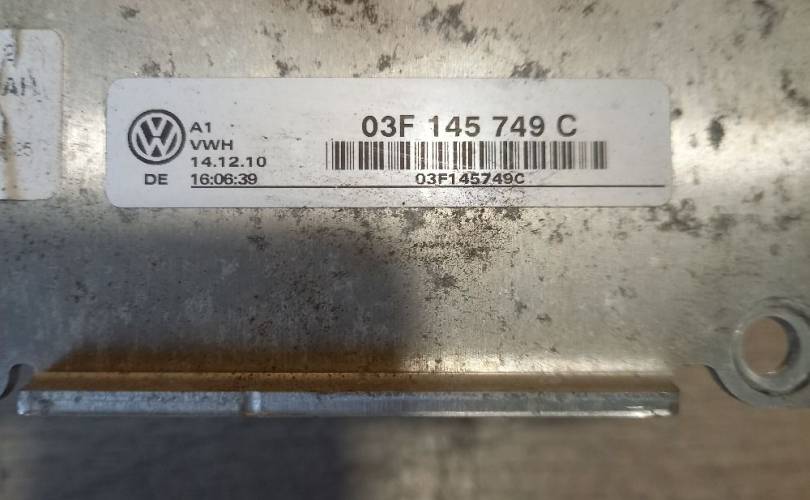 A1
03F 145 749 C
VWH
14.12.10
DE 16:06:39
03F145749C